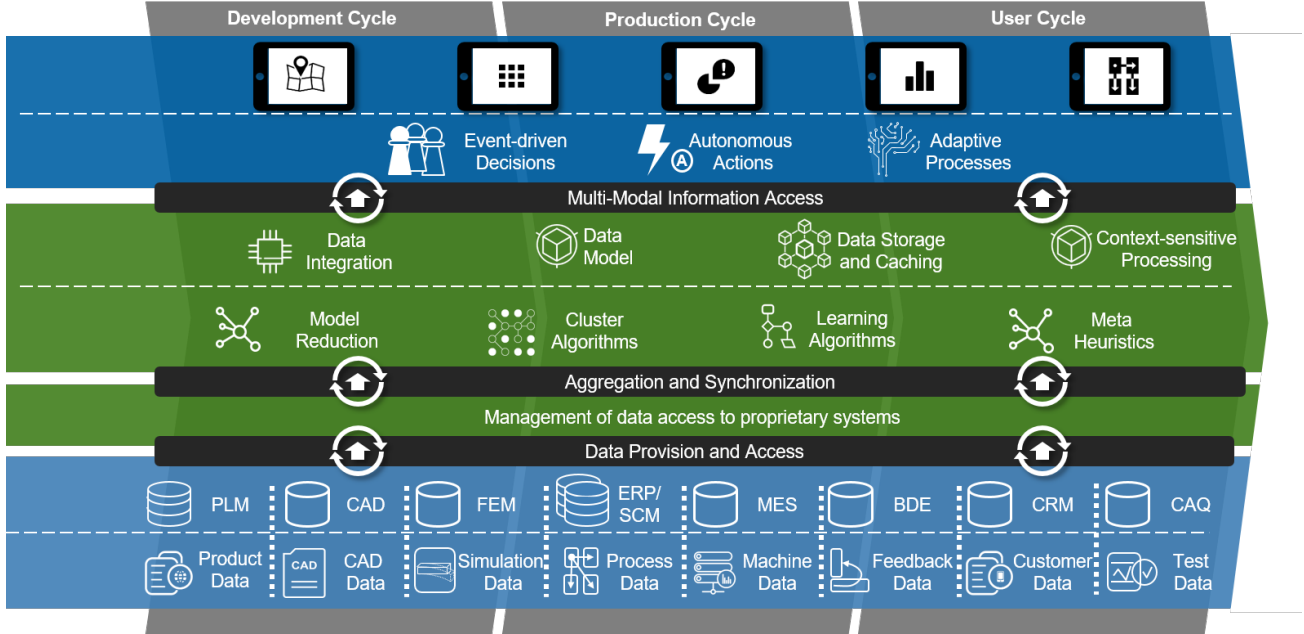 Development Cycle
Production Cycle
User Cycle
Event-driven
Decisions
A
Autonomous
Actions
Adaptive
Processes
Multi-Modal Information Access
Data
Integration
Data
Model
Data Storage
and Caching
Context-sensitive
Processing
Model
Reduction
Cluster
Algorithms
Learning
Algorithms
Meta
Heuristics
Aggregation and Synchronization
Management of data access to proprietary systems
Data Provision and Access
PLM
CAD
FEM
ERP/
SCM
MES
BDE
CRM
CAQ
Product
Data
CAD
CAD
Data
Simulation
Data
Process
Data
Machine
Data
Feedback
Data
Customer
Data
Test
Data